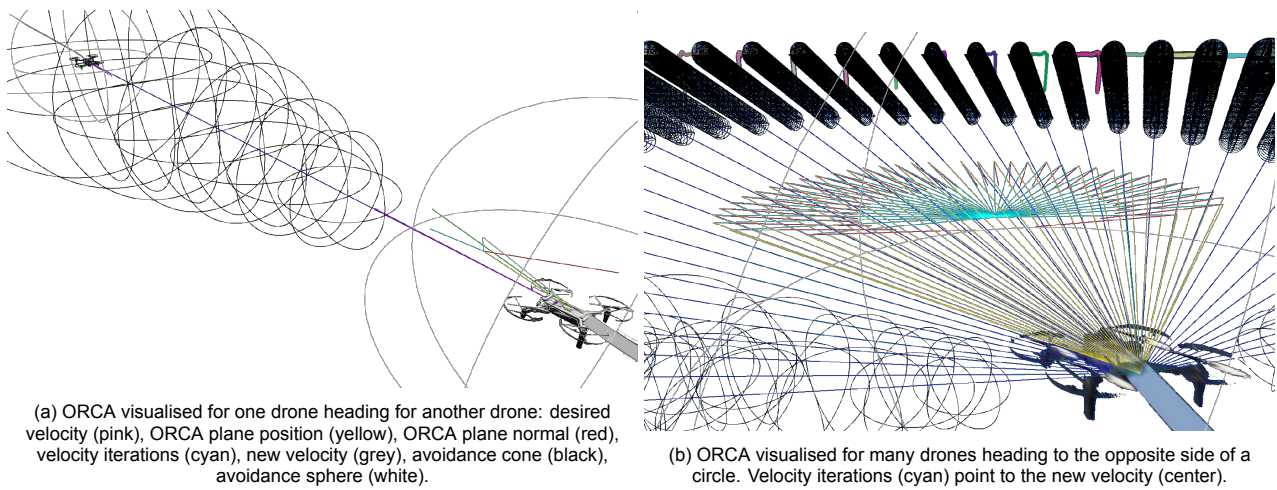 (a) ORCA visualised for one drone heading for another drone: desired
velocity (pink), ORCA plane position (yellow), ORCA plane normal (red),
velocity iterations (cyan), new velocity (grey), avoidance cone (black),
avoidance sphere (white).
(b) ORCA visualised for many drones heading to the opposite side of a
circle. Velocity iterations (cyan) point to the new velocity (center).